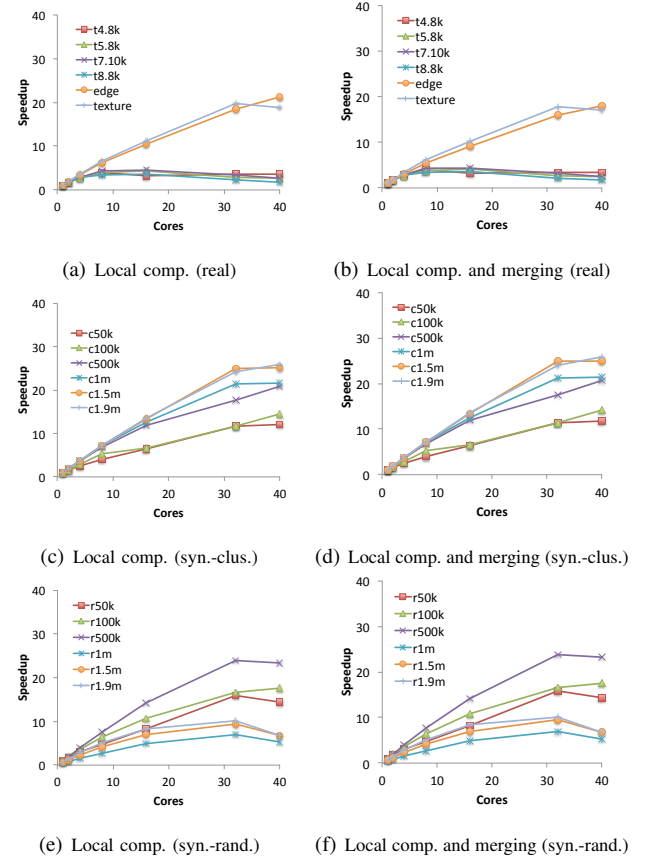 40
30
20
10
0
Speedup
t4.8k
t5.8k
t7.10k
t8.8k
edge
texture
0 10 20 30 40
Cores
(a) Local comp. (real)
40
30
20
10
0
Speedup
t4.8k
t5.8k
t7.10k
t8.8k
edge
texture
0 10 20 30 40
Cores
(b) Local comp. and merging (real)
40
30
20
10
0
Speedup
c50k
c100k
c500k
c1m
c1.5m
c1.9m
0 10 20 30 40
Cores
(c) Local comp. (syn.-clus.)
40
30
20
10
0
Speedup
c50k
c100k
c500k
c1m
c1.5m
c1.9m
0 10 20 30 40
Cores
(d) Local comp. and merging (syn.-clus.)
40
30
20
10
0
Speedup
r50k
r100k
r500k
r1m
r1.5m
r1.9m
0 10 20 30 40
Cores
(e) Local comp. (syn.-rand.)
40
30
20
10
0
Speedup
r50k
r100k
r500k
r1m
r1.5m
r1.9m
0 10 20 30 40
Cores
(f) Local comp. and merging (syn.-rand.)